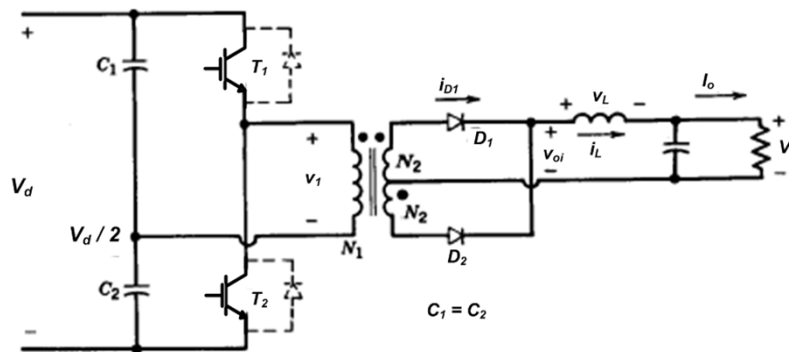 +
C1
T1
iD1
+ vL −
Io
Vd
+
v1
−
N2
D1
+
voi
−
iL
+
V
−
N2
Vd / 2
N1
D2
C2
T2
C1 = C2
−